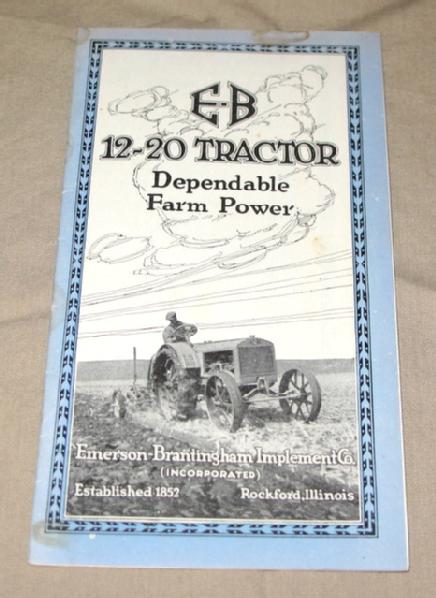 E-B
12-20 TRACTOR
Dependable
Farm Power
Emerson-Brantingham Implement Co.
(INCORPORATED)
Established 1852 Rockford, Illinois